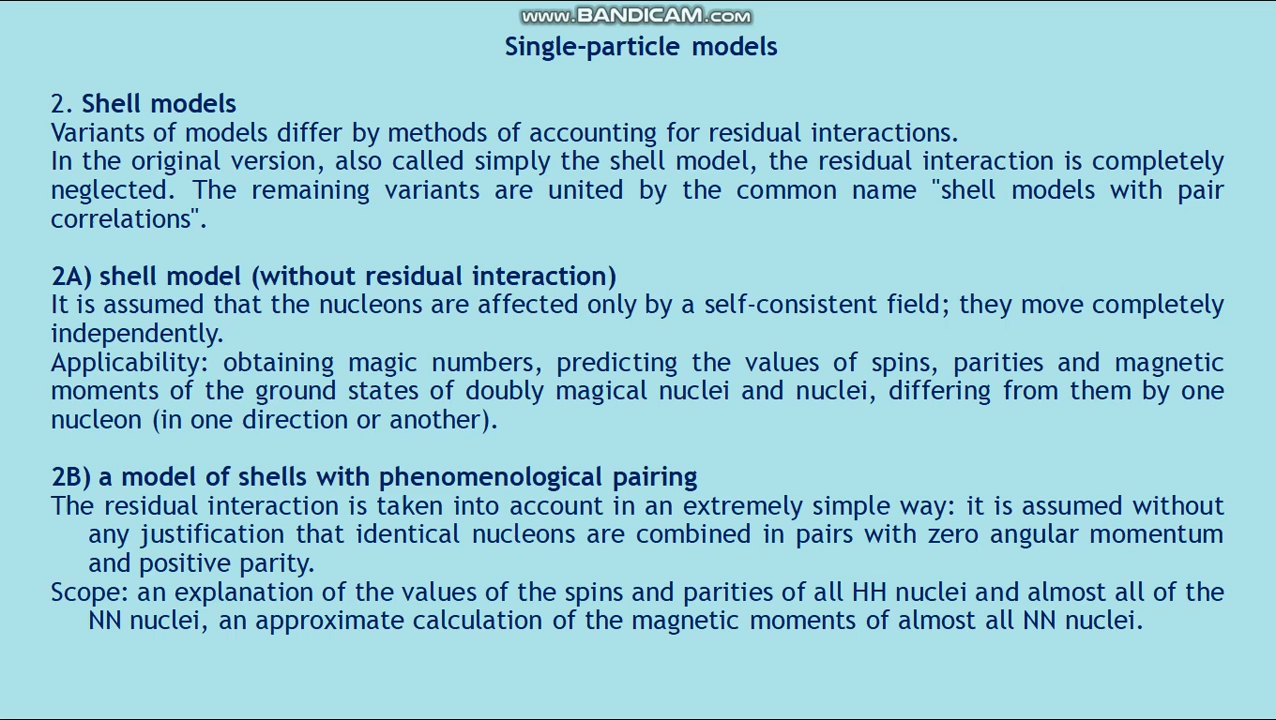 www.BANDICAM.com
Single-particle models
2. Shell models
Variants of models differ by methods of accounting for residual interactions.
In the original version, also called simply the shell model, the residual interaction is completely
neglected. The remaining variants are united by the common name "shell models with pair
correlations".
2A) shell model (without residual interaction)
It is assumed that the nucleons are affected only by a self-consistent field; they move completely
independently.
Applicability: obtaining magic numbers, predicting the values of spins, parities and magnetic
moments of the ground states of doubly magical nuclei and nuclei, differing from them by one
nucleon (in one direction or another).
2B) a model of shells with phenomenological pairing
The residual interaction is taken into account in an extremely simple way: it is assumed without
any justification that identical nucleons are combined in pairs with zero angular momentum
and positive parity.
Scope: an explanation of the values of the spins and parities of all HH nuclei and almost all of the
NN nuclei, an approximate calculation of the magnetic moments of almost all NN nuclei.